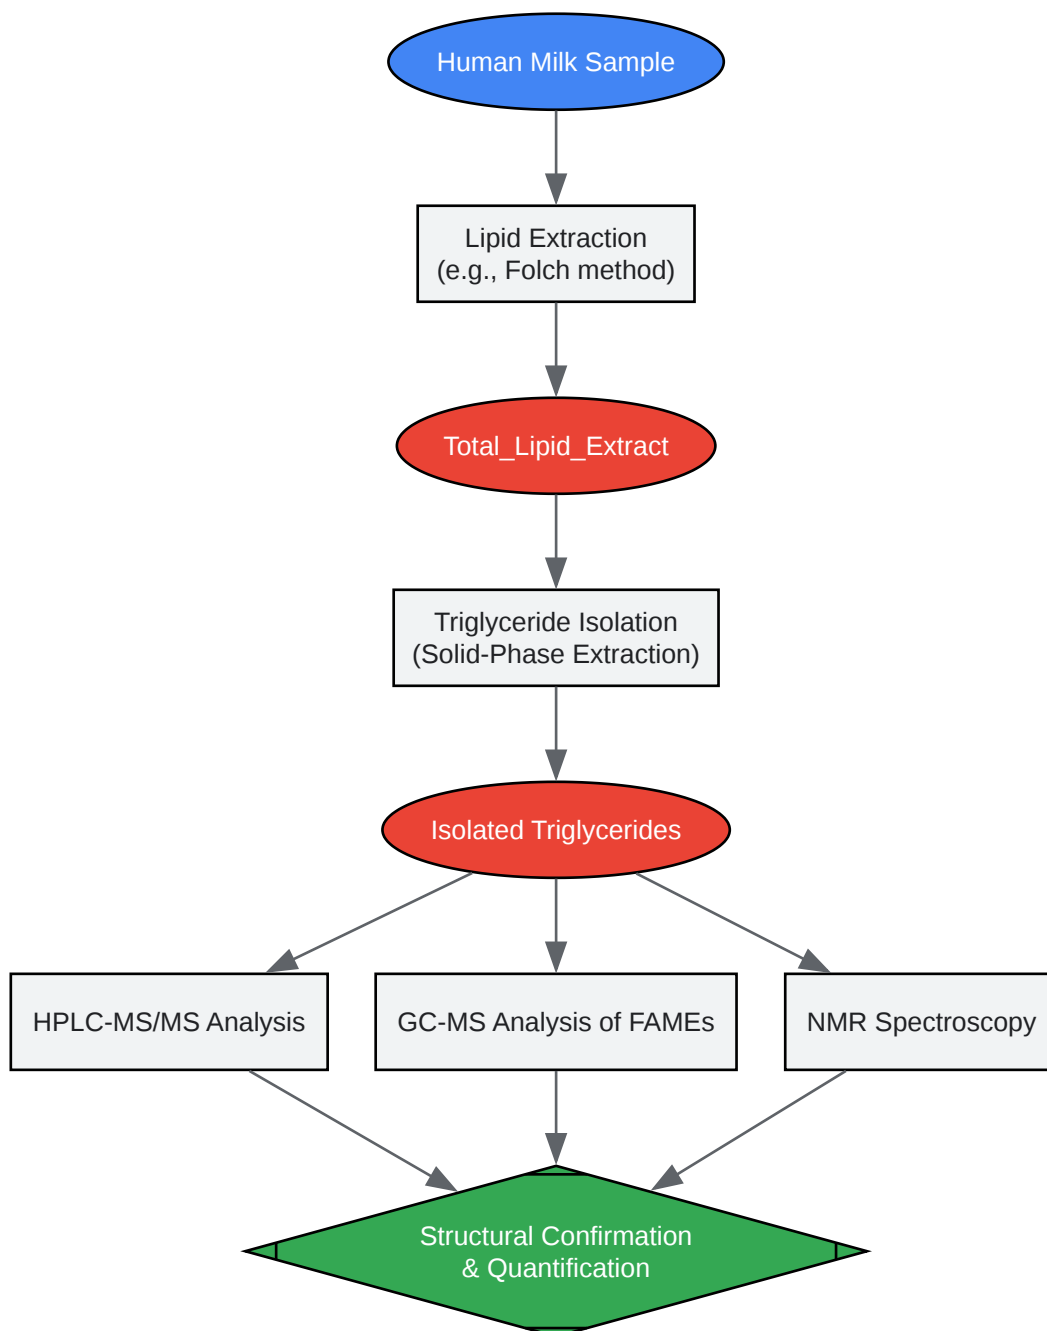 Human Milk Sample
Lipid Extraction
(e.g., Folch method)
Total_Lipid_Extract
Triglyceride Isolation
(Solid-Phase Extraction)
Isolated Triglycerides
HPLC-MS/MS Analysis
GC-MS Analysis of FAMEs
NMR Spectroscopy
Structural Confirmation
& Quantification